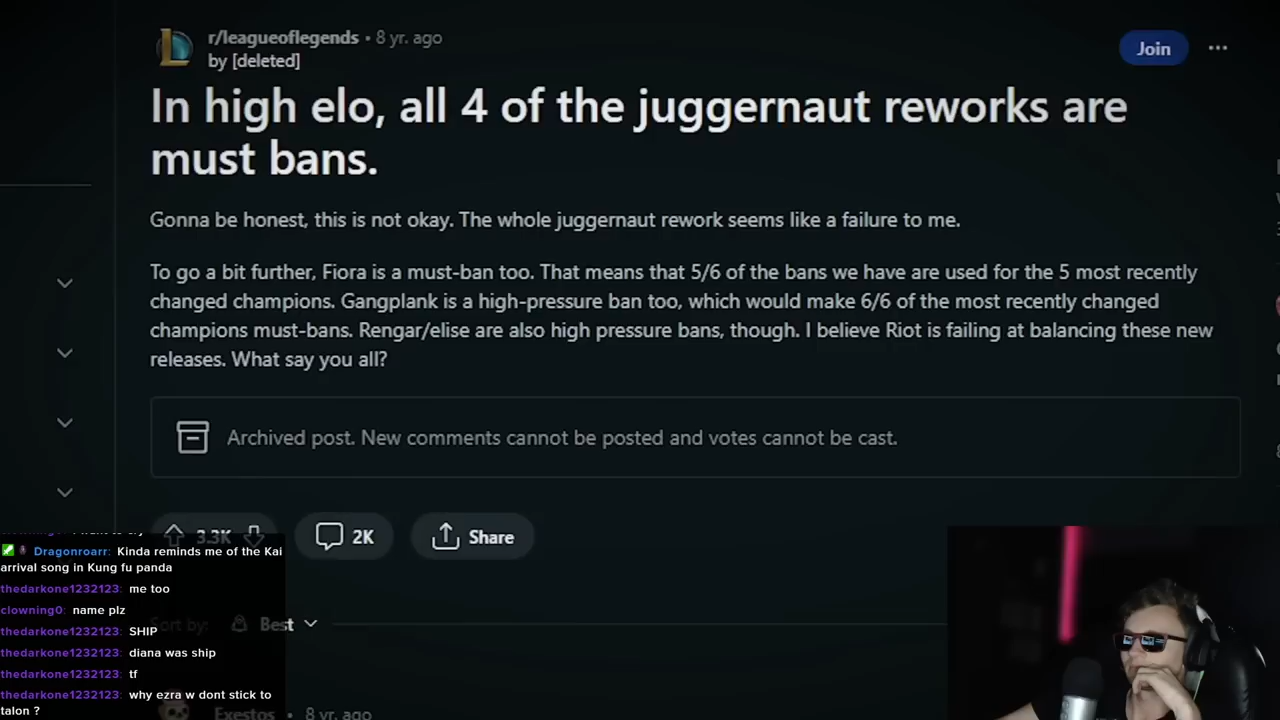 r/leagueoflegends • 8 yr. ago
by [deleted]
Join
In high elo, all 4 of the juggernaut reworks are
must bans.
Gonna be honest, this is not okay. The whole juggernaut rework seems like a failure to me.
To go a bit further, Fiora is a must-ban too. That means that 5/6 of the bans we have are used for the 5 most recently
changed champions. Gangplank is a high-pressure ban too, which would make 6/6 of the most recently changed
champions must-bans. Rengar/elise are also high pressure bans, though. I believe Riot is failing at balancing these new
releases. What say you all?
Archived post. New comments cannot be posted and votes cannot be cast.
3.3K
2K
Share
Dragonroarr: Kinda reminds me of the Kai
arrival song in Kung fu panda
thedarkone1232123: me too
clowning0: name plz
thedarkone1232123: SHIP
thedarkone1232123: diana was ship
thedarkone1232123: tf
thedarkone1232123: why ezra w dont stick to
talon ?
Sort by: Best
Exestos • 8 yr. ago